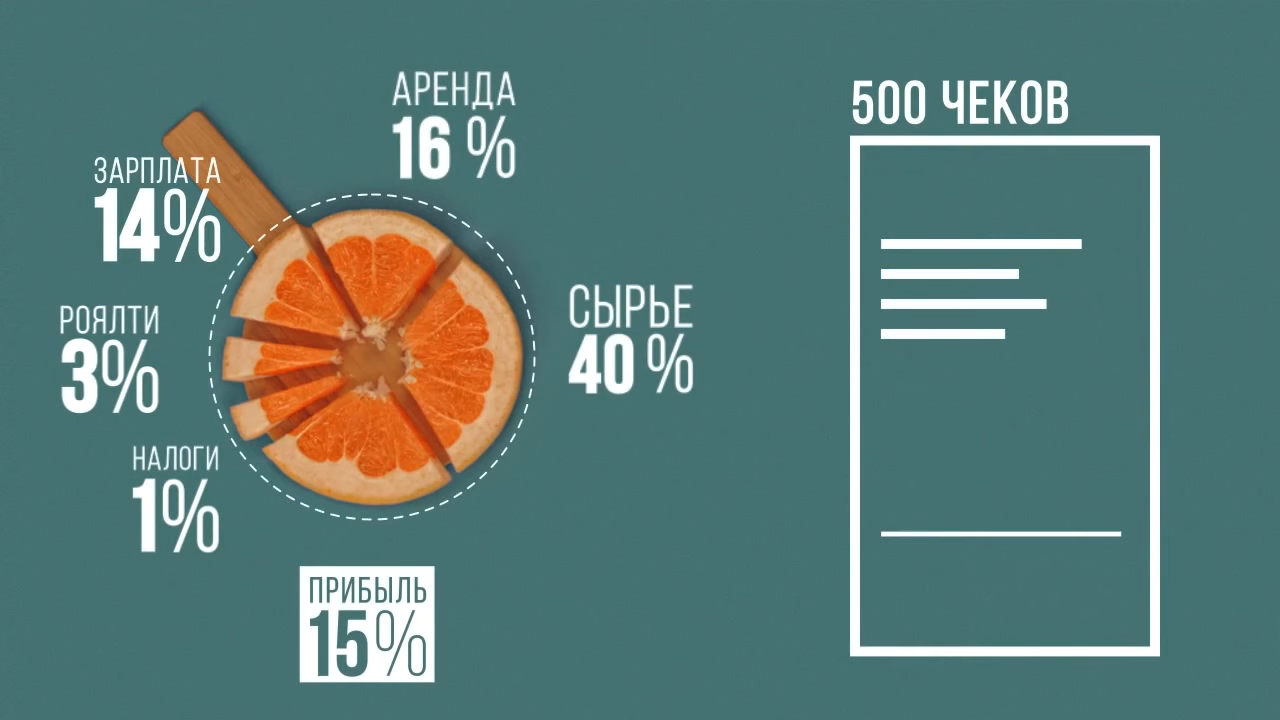 АРЕНДА
16 %
500 ЧЕКОВ
ЗАРПЛАТА
14%
СЫРЬЕ
40 %
РОЯЛТИ
3%
НАЛОГИ
1%
ПРИБЫЛЬ
15%